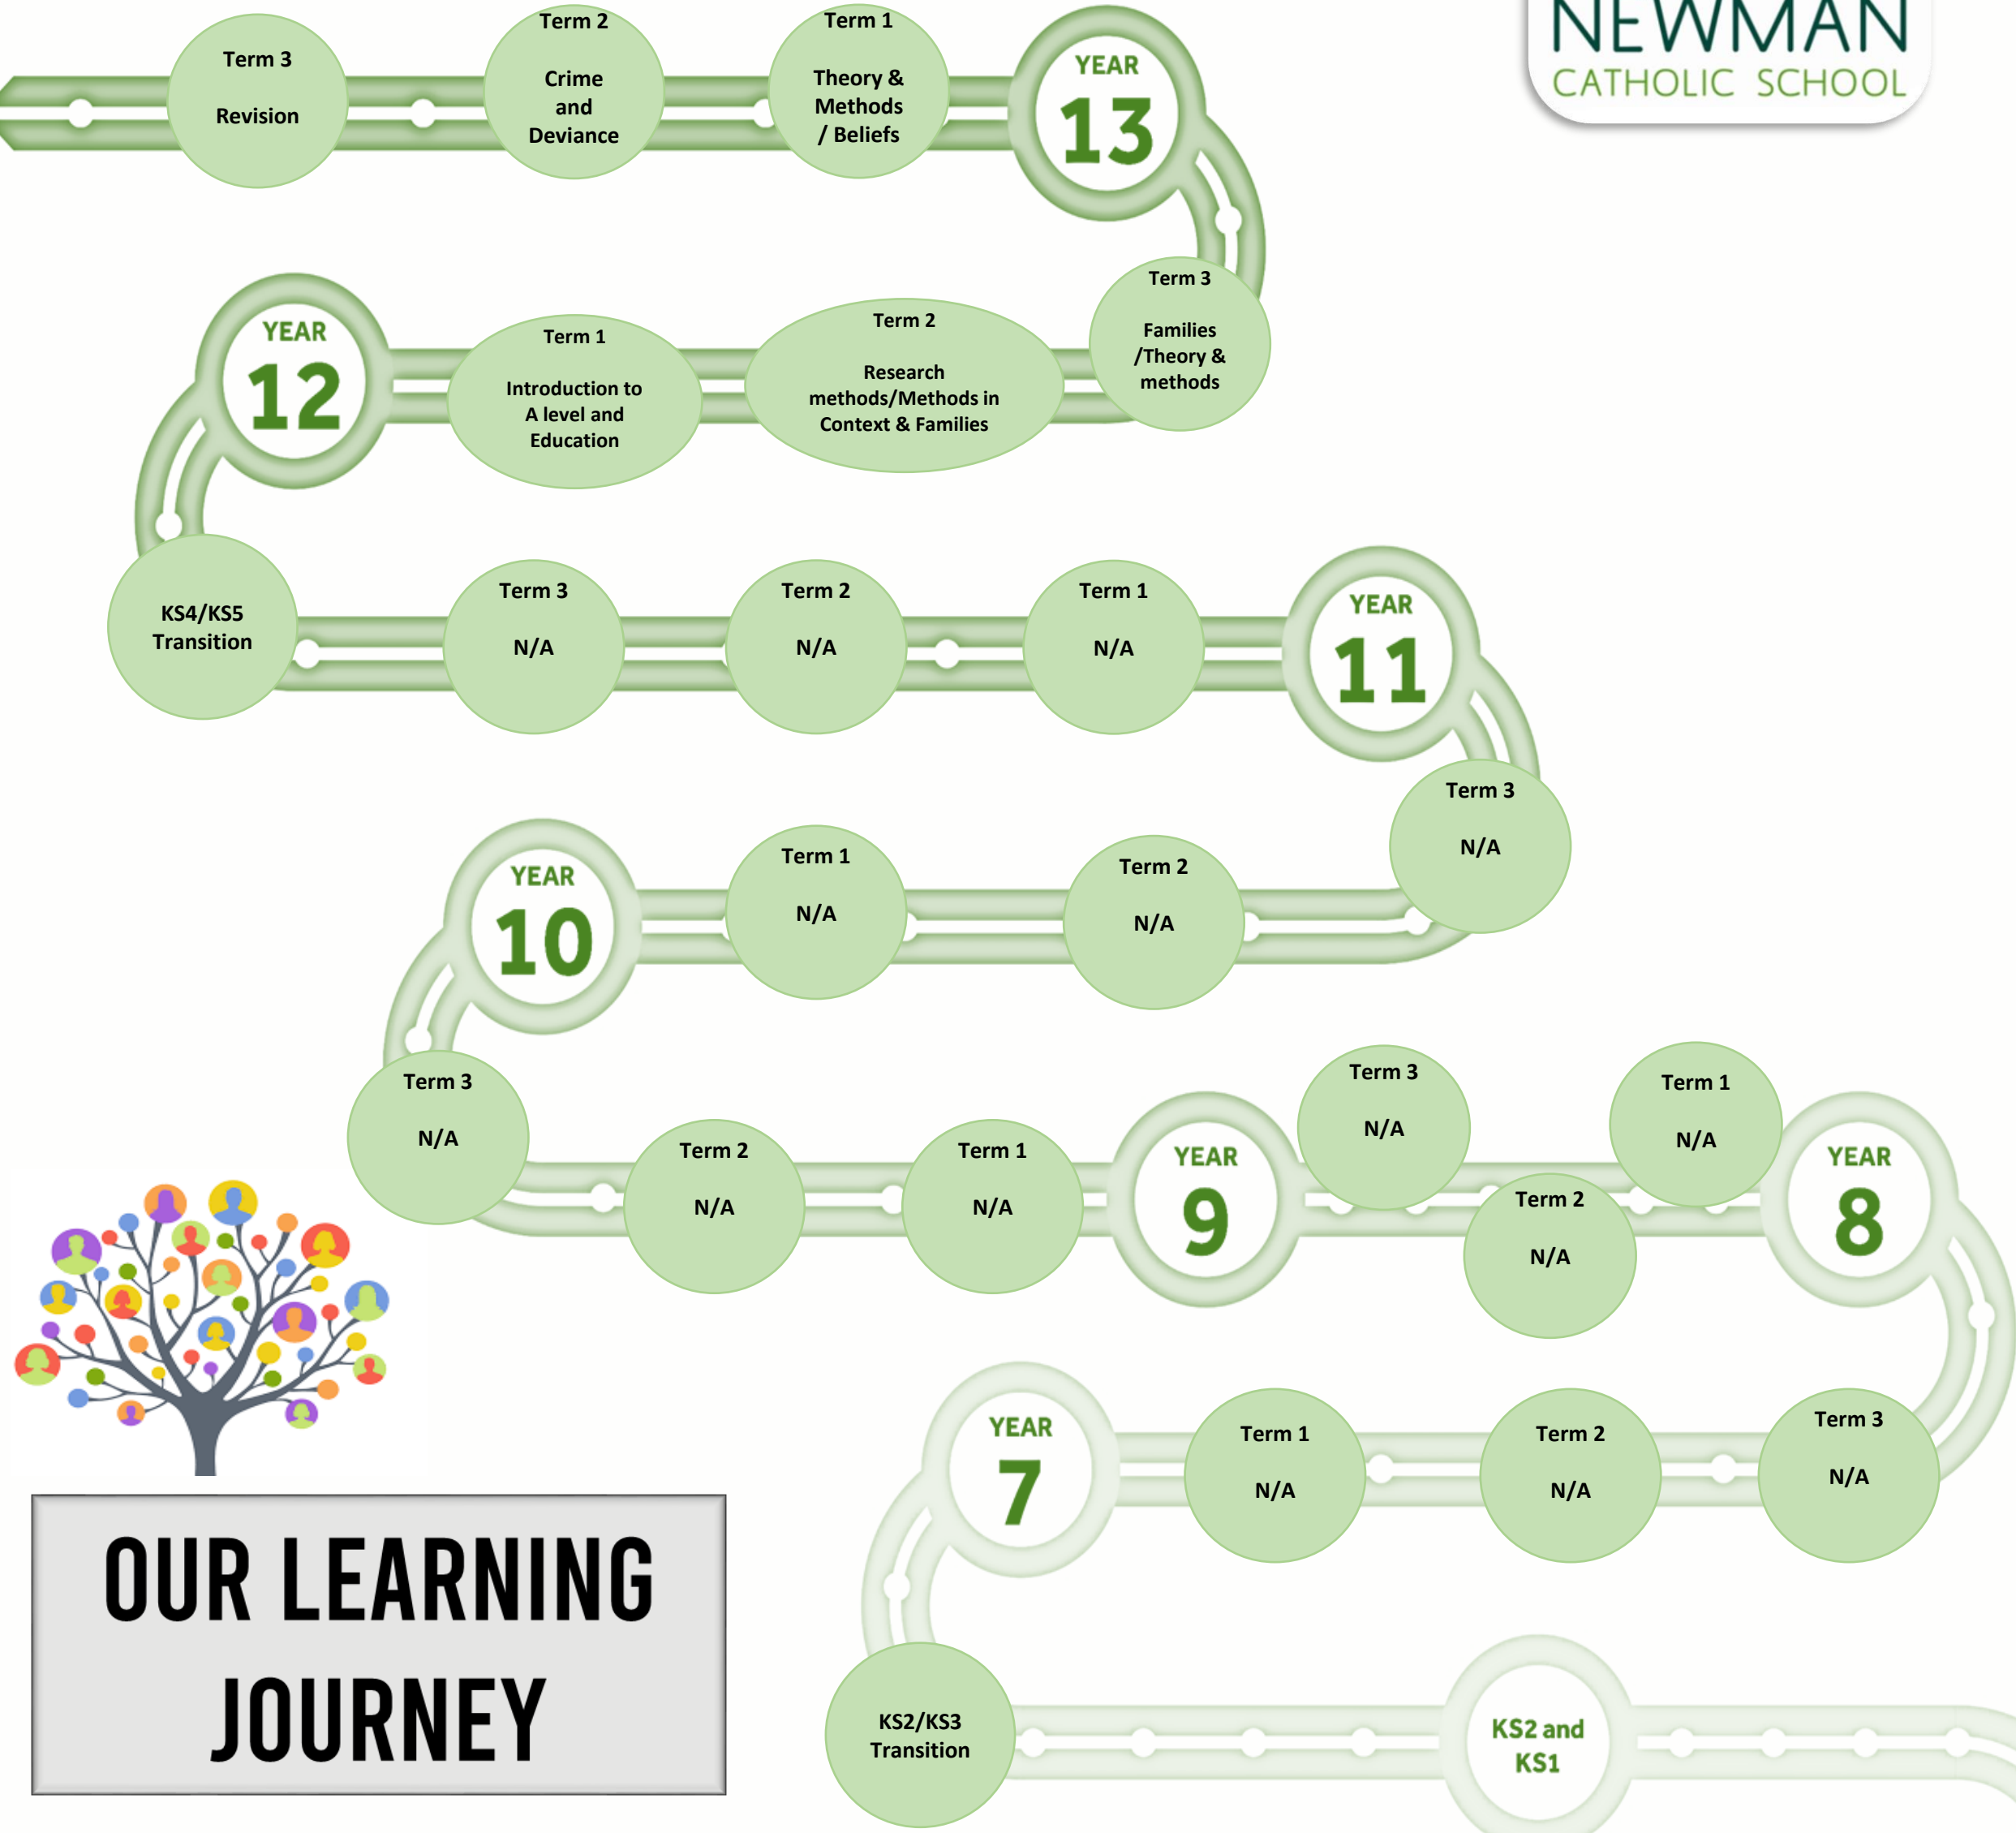 NEWMAN
CATHOLIC SCHOOL
Term 3
Revision
Term 2
Crime
and
Deviance
Term 1
Theory &
Methods
/ Beliefs
YEAR
13
YEAR
12
Term 1
Introduction to
A level and
Education
Term 2
Research
methods/Methods in
Context & Families
Term 3
Families
/Theory &
methods
KS4/KS5
Transition
Term 3
N/A
Term 2
N/A
Term 1
N/A
YEAR
11
YEAR
10
Term 1
N/A
Term 2
N/A
Term 3
N/A
Term 3
N/A
Term 2
N/A
Term 1
N/A
YEAR
9
Term 3
N/A
Term 2
N/A
Term 1
N/A
YEAR
8
YEAR
7
Term 1
N/A
Term 2
N/A
Term 3
N/A
OUR LEARNING
JOURNEY
KS2/KS3
Transition
KS2 and
KS1